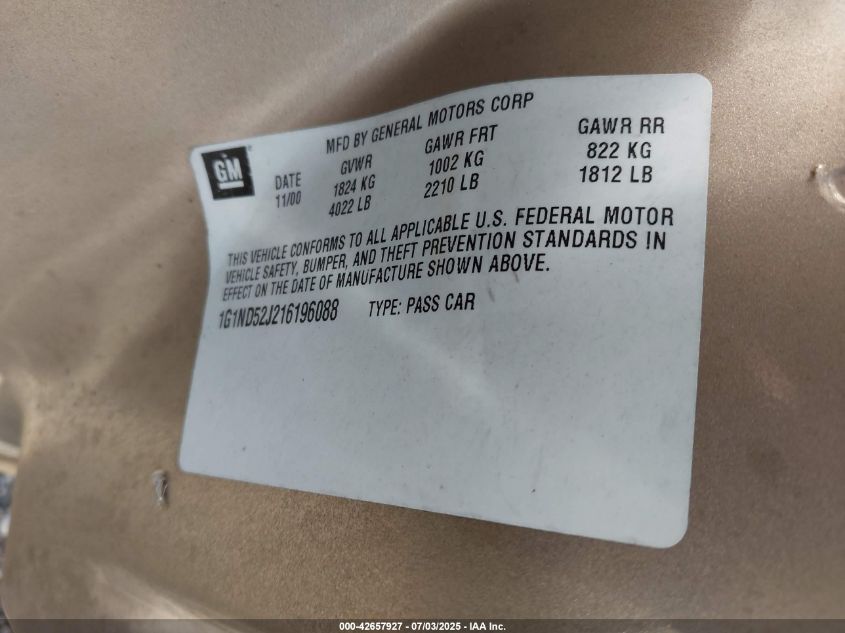 MFD BY GENERAL MOTORS CORP
GM
DATE GVWR GAWR FRT GAWR RR
11/00 1824 KG 1002 KG 822 KG
4022 LB 2210 LB 1812 LB
THIS VEHICLE CONFORMS TO ALL APPLICABLE U.S. FEDERAL MOTOR
VEHICLE SAFETY, BUMPER, AND THEFT PREVENTION STANDARDS IN
EFFECT ON THE DATE OF MANUFACTURE SHOWN ABOVE.
1G1ND52J216196088 TYPE: PASS CAR
000-42657927 - 07/03/2025 - IAA Inc.